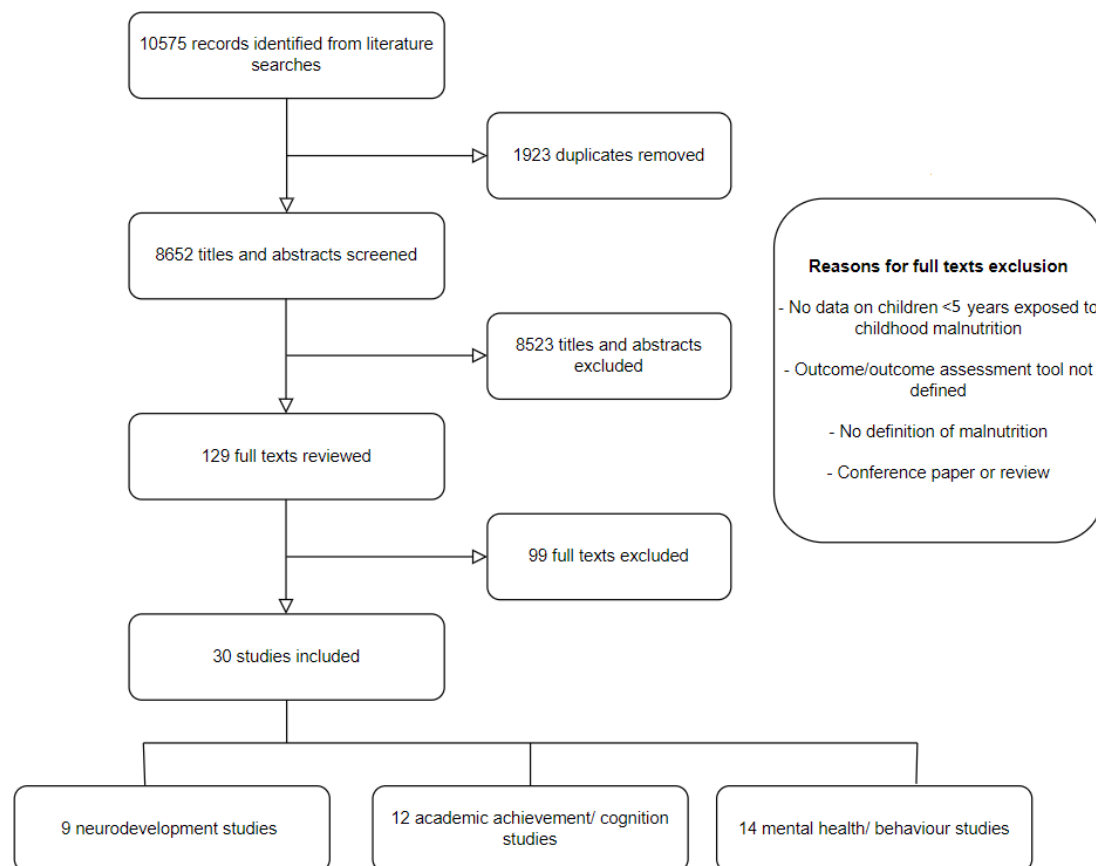 10575 records identified from literature
searches
1923 duplicates removed
8652 titles and abstracts screened
8523 titles and abstracts
excluded
129 full texts reviewed
99 full texts excluded
30 studies included
9 neurodevelopment studies
12 academic achievement/ cognition
studies
14 mental health/ behaviour studies
Reasons for full texts exclusion
- No data on children <5 years exposed to
childhood malnutrition
- Outcome/outcome assessment tool not
defined
- No definition of malnutrition
- Conference paper or review